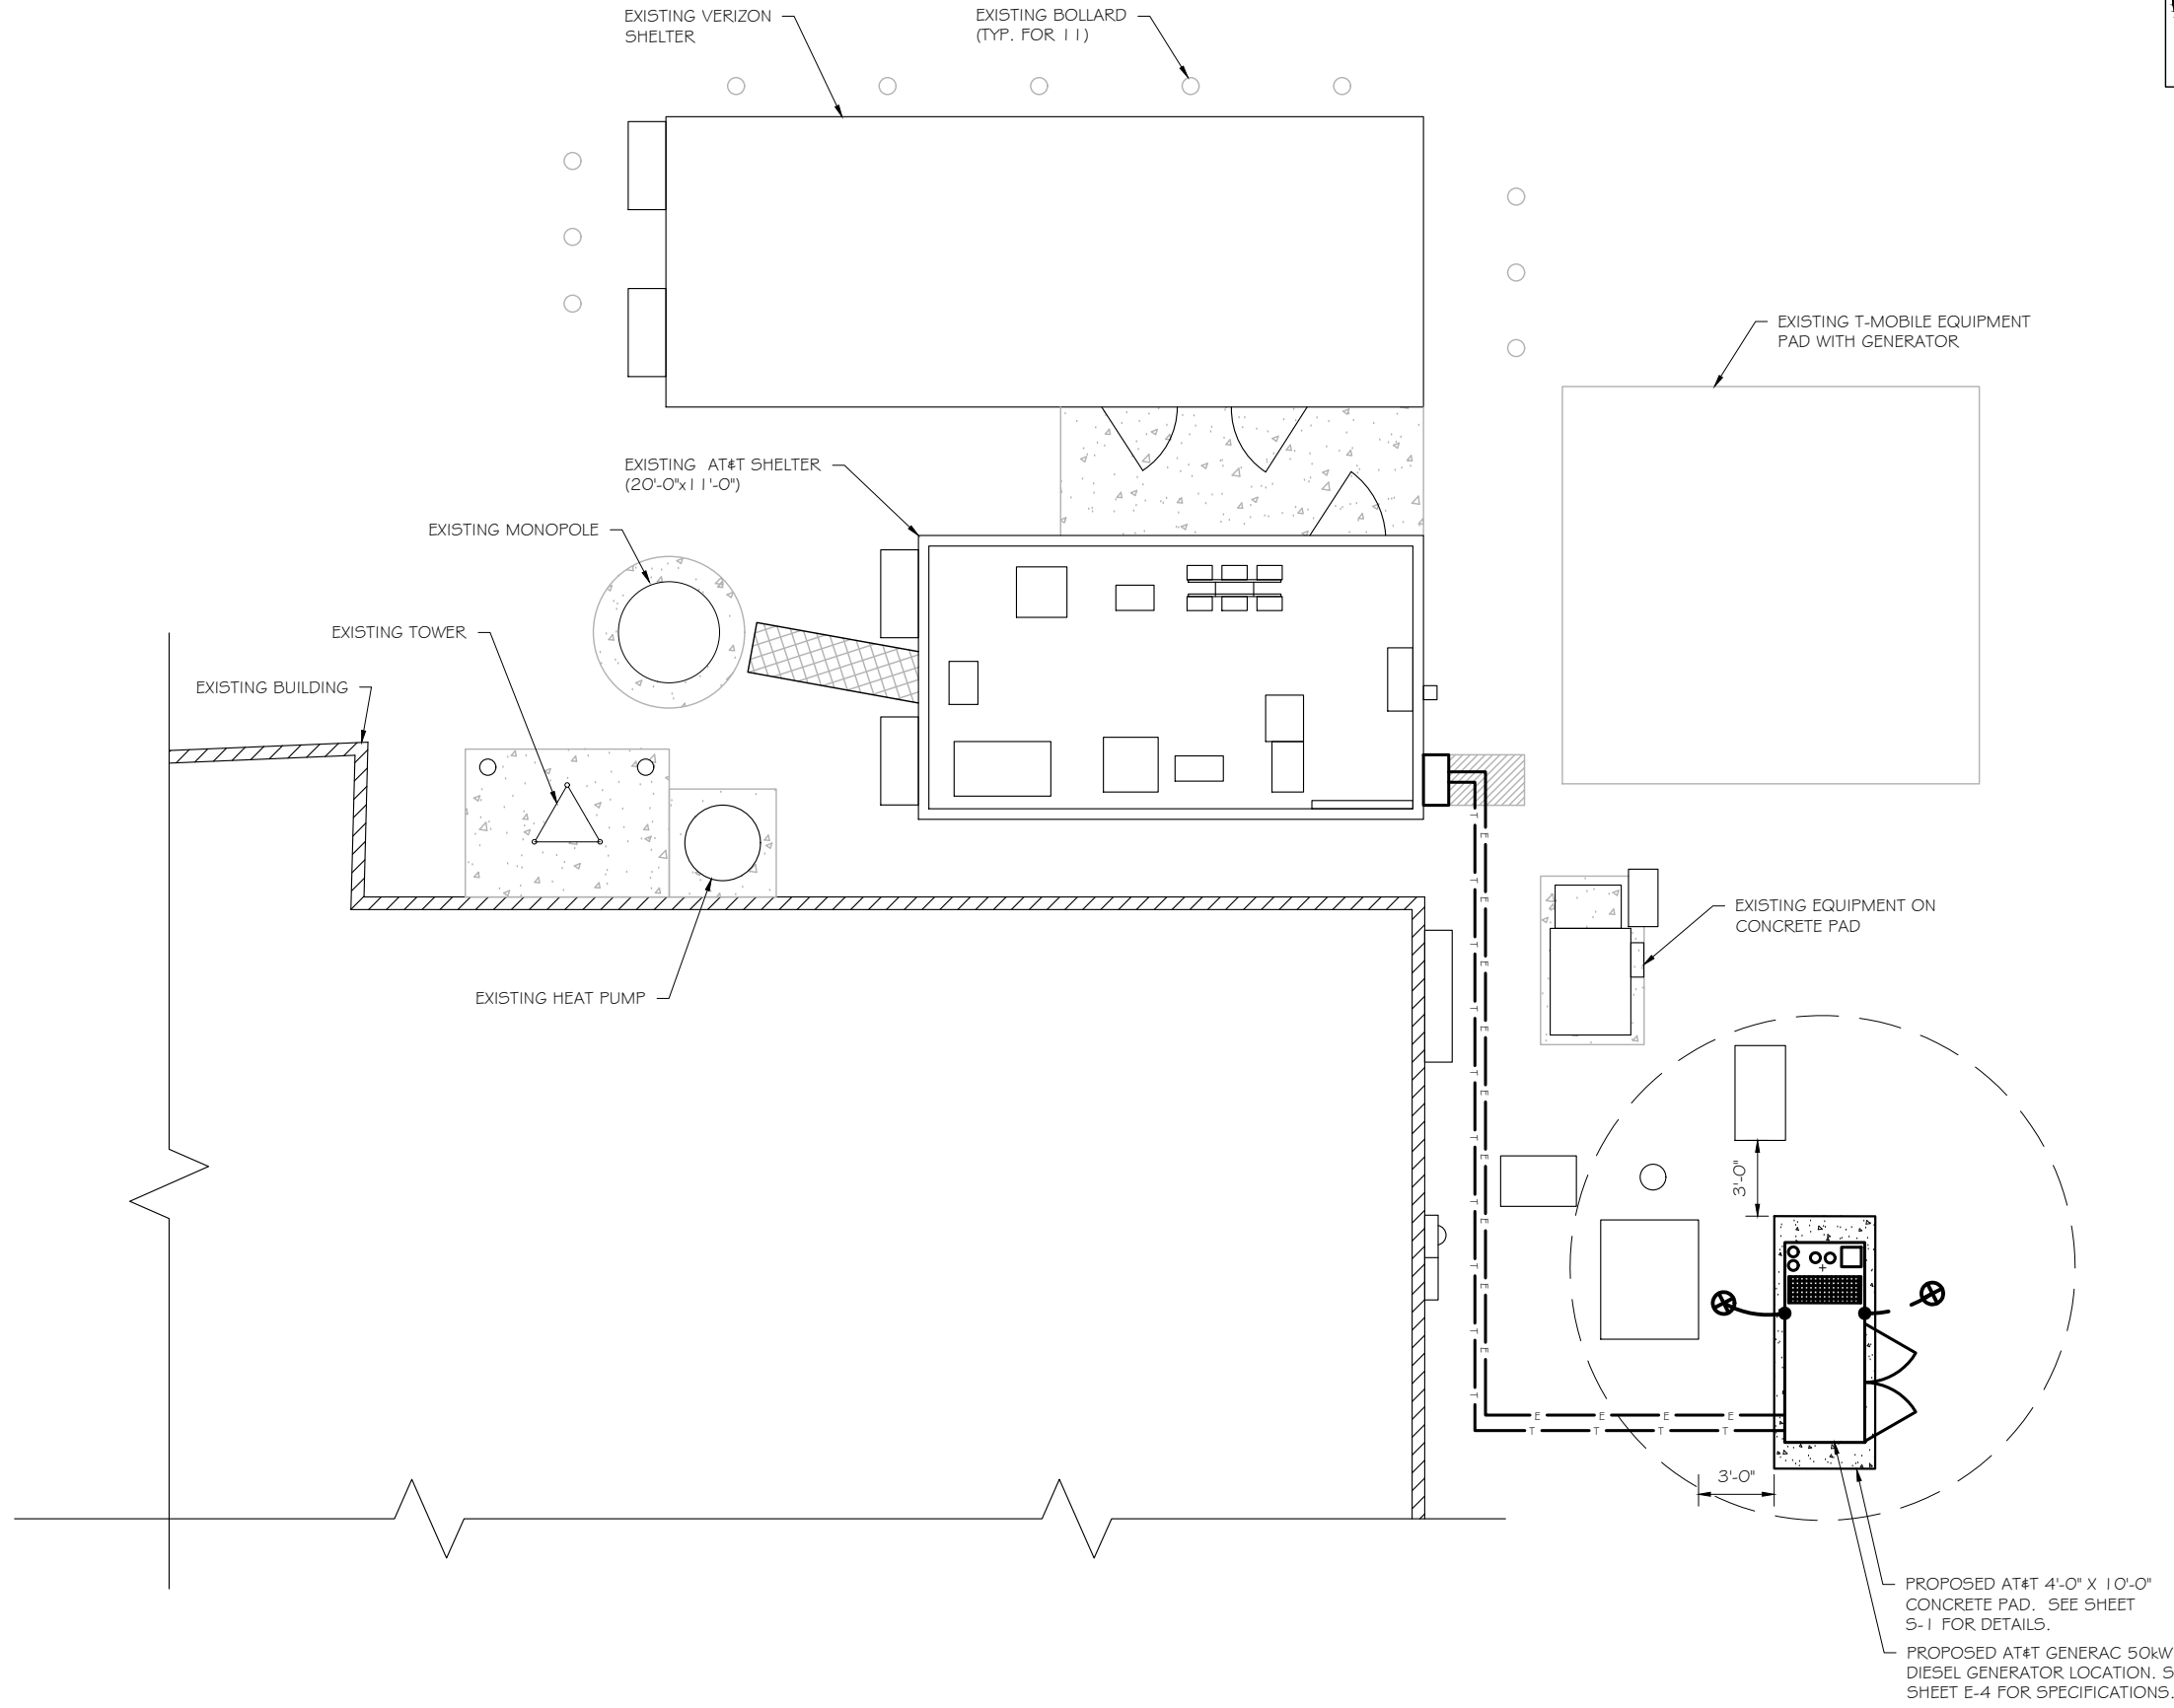 EXISTING VERIZON
SHELTER
EXISTING BOLLARD
(TYP. FOR 11)
EXISTING T-MOBILE EQUIPMENT
PAD WITH GENERATOR
EXISTING AT&T SHELTER
(20'-0"x11'-0")
EXISTING MONOPOLE
EXISTING TOWER
EXISTING BUILDING
EXISTING EQUIPMENT ON
CONCRETE PAD
EXISTING HEAT PUMP
3'-0"
E E E E
T T T T
3'-0"
PROPOSED AT&T 4'-0" X 10'-0"
CONCRETE PAD. SEE SHEET
S-1 FOR DETAILS.
PROPOSED AT&T GENERAC 50kW
DIESEL GENERATOR LOCATION. S
SHEET E-4 FOR SPECIFICATIONS.